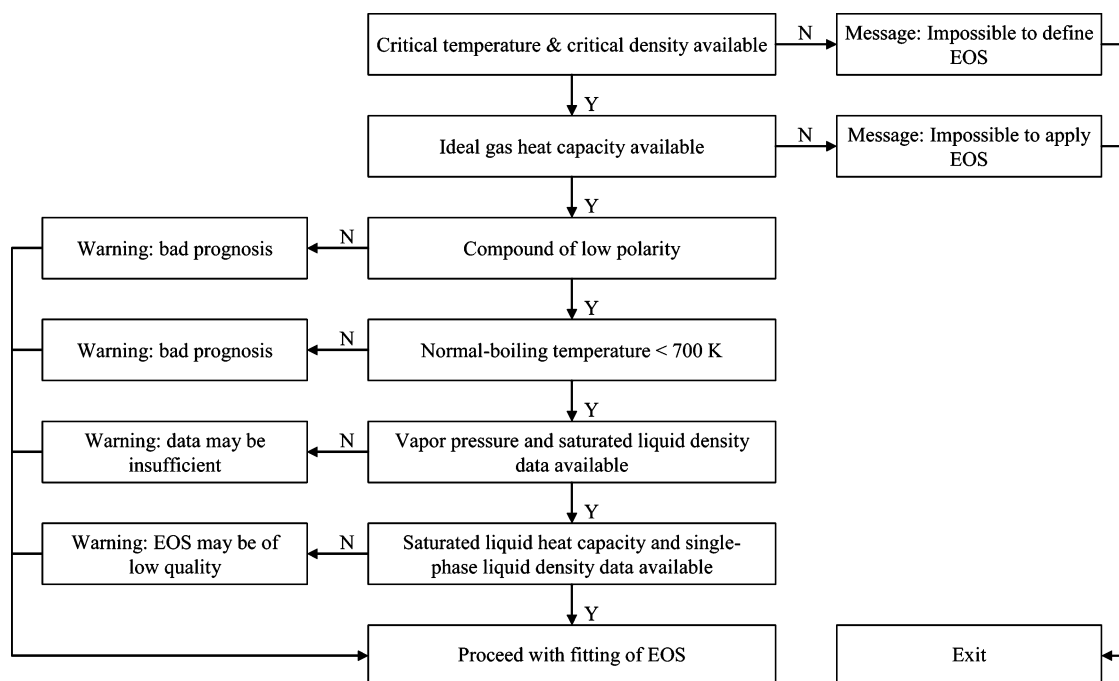 Critical temperature & critical density available
N
Message: Impossible to define
EOS
Y
Ideal gas heat capacity available
N
Message: Impossible to apply
EOS
Y
Warning: bad prognosis
N
Compound of low polarity
Y
Warning: bad prognosis
N
Normal-boiling temperature < 700 K
Y
Warning: data may be
insufficient
N
Vapor pressure and saturated liquid density
data available
Y
Warning: EOS may be of
low quality
N
Saturated liquid heat capacity and single-
phase liquid density data available
Y
Proceed with fitting of EOS
Exit